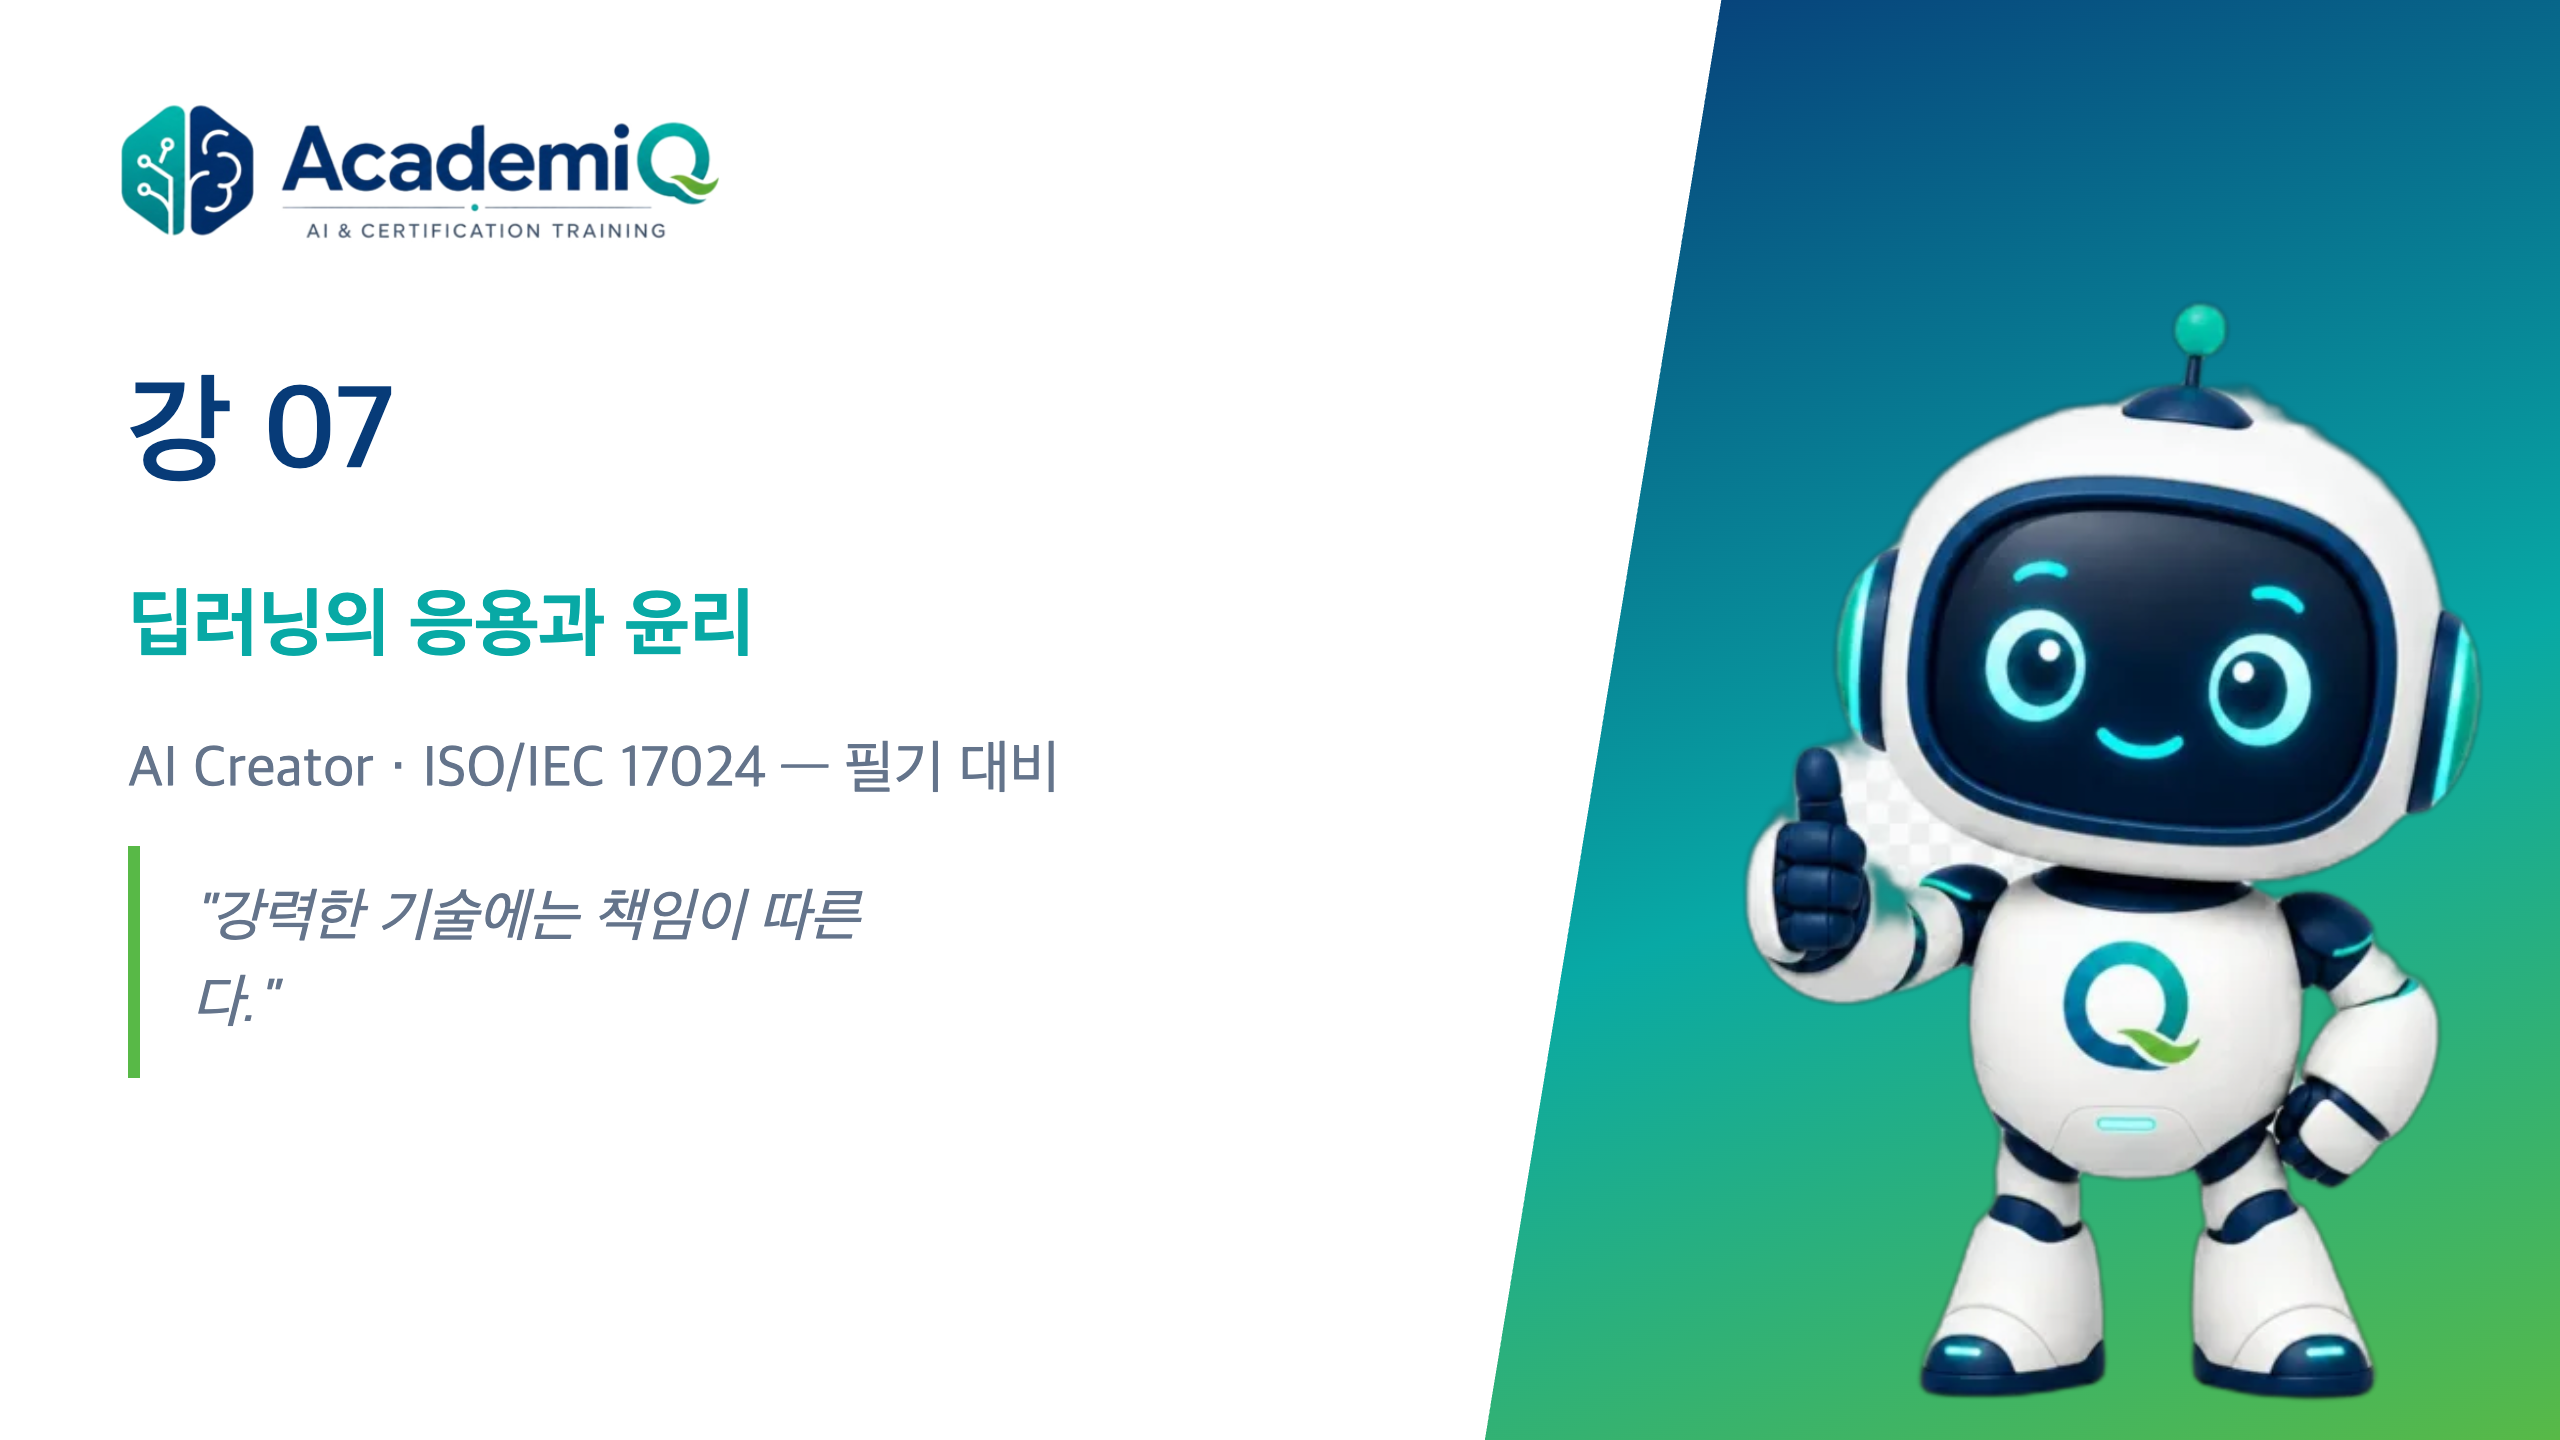 AcademiQ
AI & CERTIFICATION TRAINING
강 07
딥러닝의 응용과 윤리
AI Creator · ISO/IEC 17024 — 필기 대비
"강력한 기술에는 책임이 따른
다."
Q